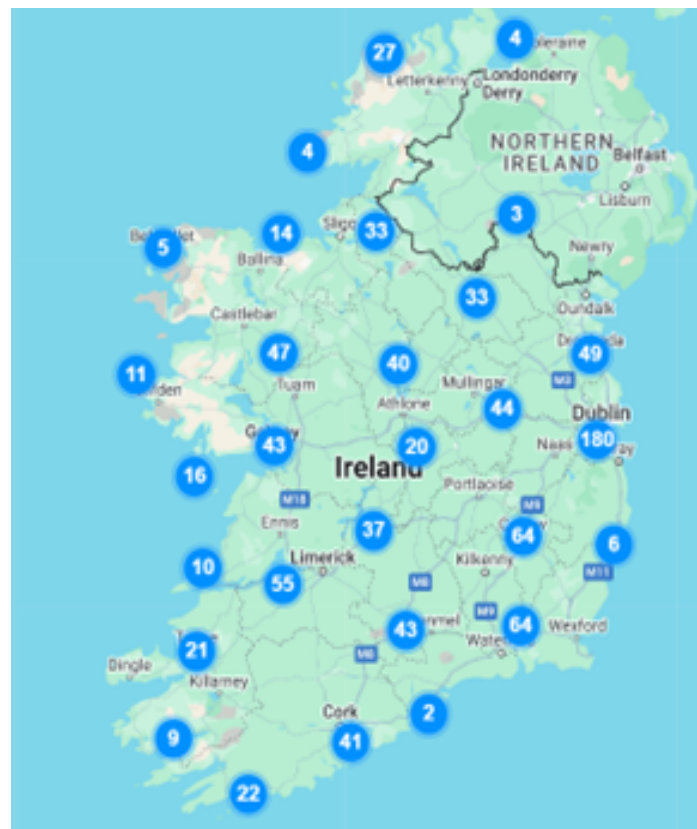 4
27
Letterkenny
Londonderry
Derry
NORTHERN
IRELAND
Belfast
4
Lisburn
3
14
33
Newry
5
Ballina
33
Dundalk
Castlebar
47
40
49
11
Tuam
Mullingar
M3
Athlone
44
Dublin
43
20
Naas
180
Ireland
16
Portlaoise
M18
M9
Ennis
37
64
6
Limerick
Kilkenny
10
55
M11
M9
43
64
Wexford
21
M8
Dingle
Killarney
2
Cork
9
41
22